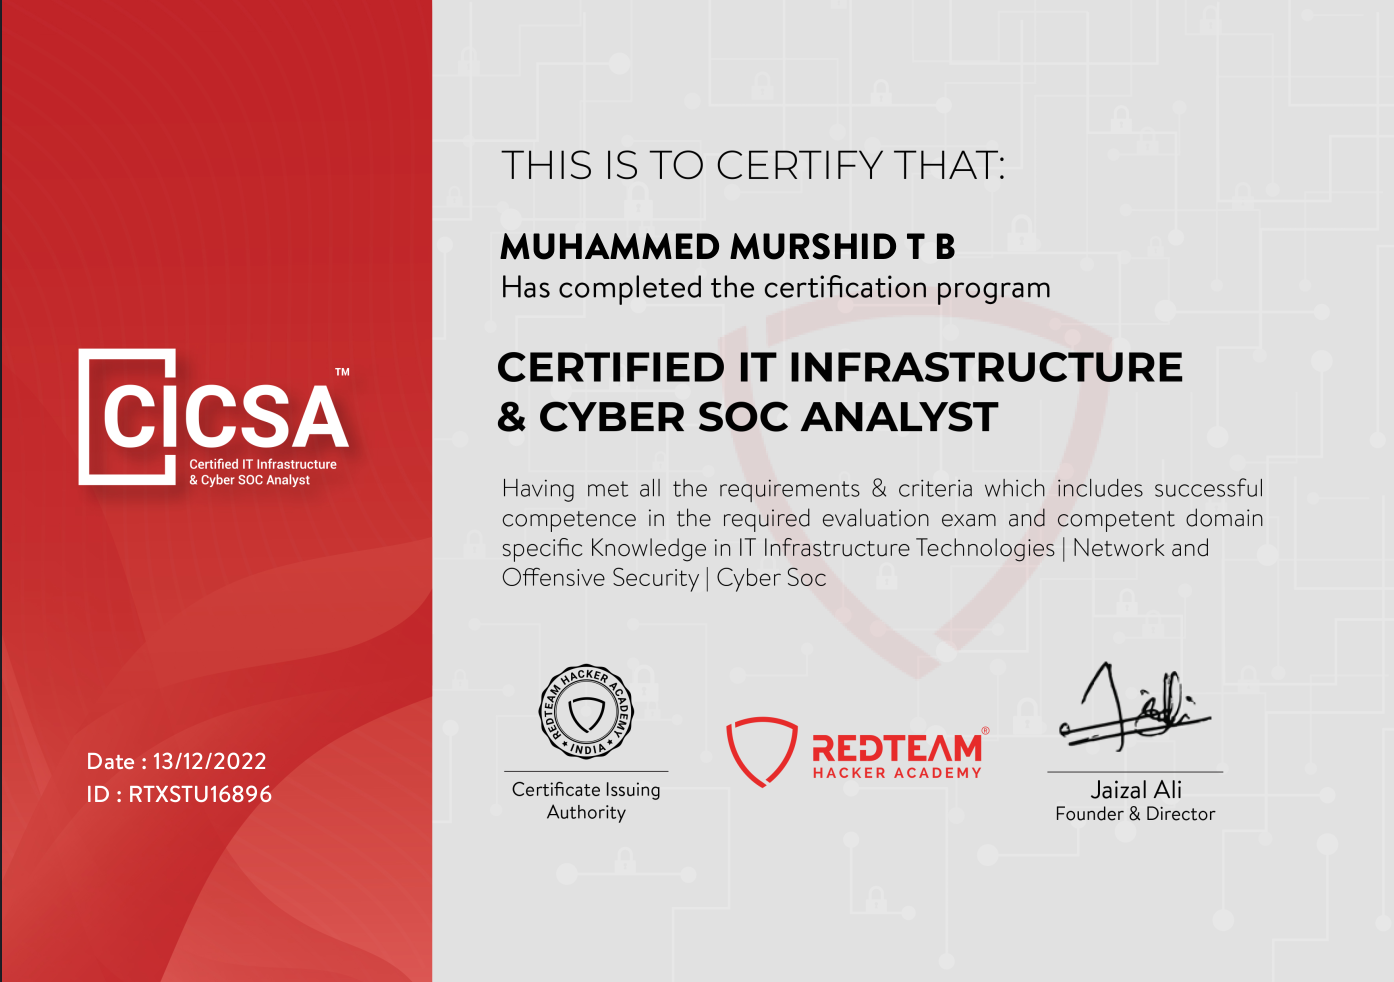 THIS IS TO CERTIFY THAT:
MUHAMMED MURSHID T B
Has completed the certification program
CERTIFIED IT INFRASTRUCTURE
& CYBER SOC ANALYST
Having met all the requirements & criteria which includes successful
competence in the required evaluation exam and competent domain
specific Knowledge in IT Infrastructure Technologies | Network and
Offensive Security | Cyber Soc
CiCSA™
Certified IT Infrastructure
& Cyber SOC Analyst
Date : 13/12/2022
ID : RTXSTU16896
REDTEAM HACKER ACADEMY
★ INDIA ★
Certificate Issuing
Authority
REDTEAM®
HACKER ACADEMY
Jaizal Ali
Founder & Director